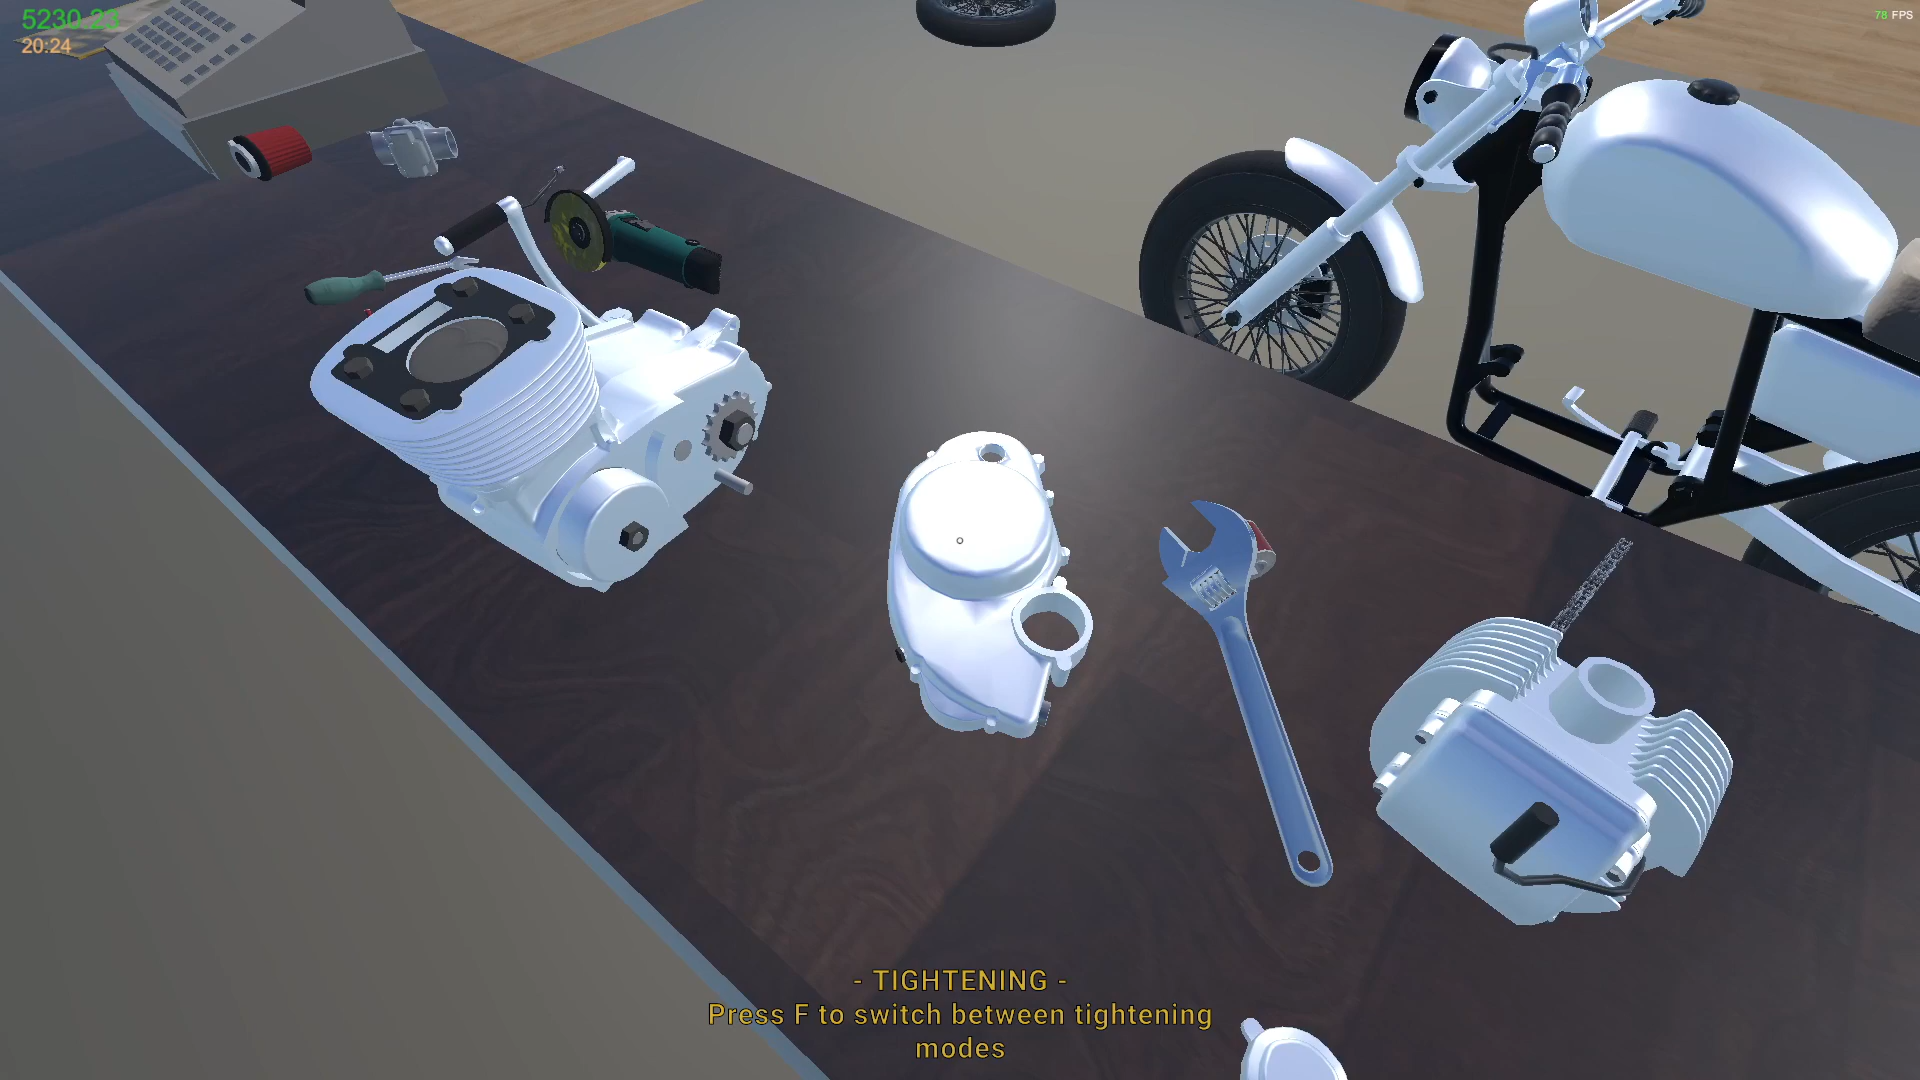 5230.23
20:24
78 FPS
- TIGHTENING -
Press F to switch between tightening
modes